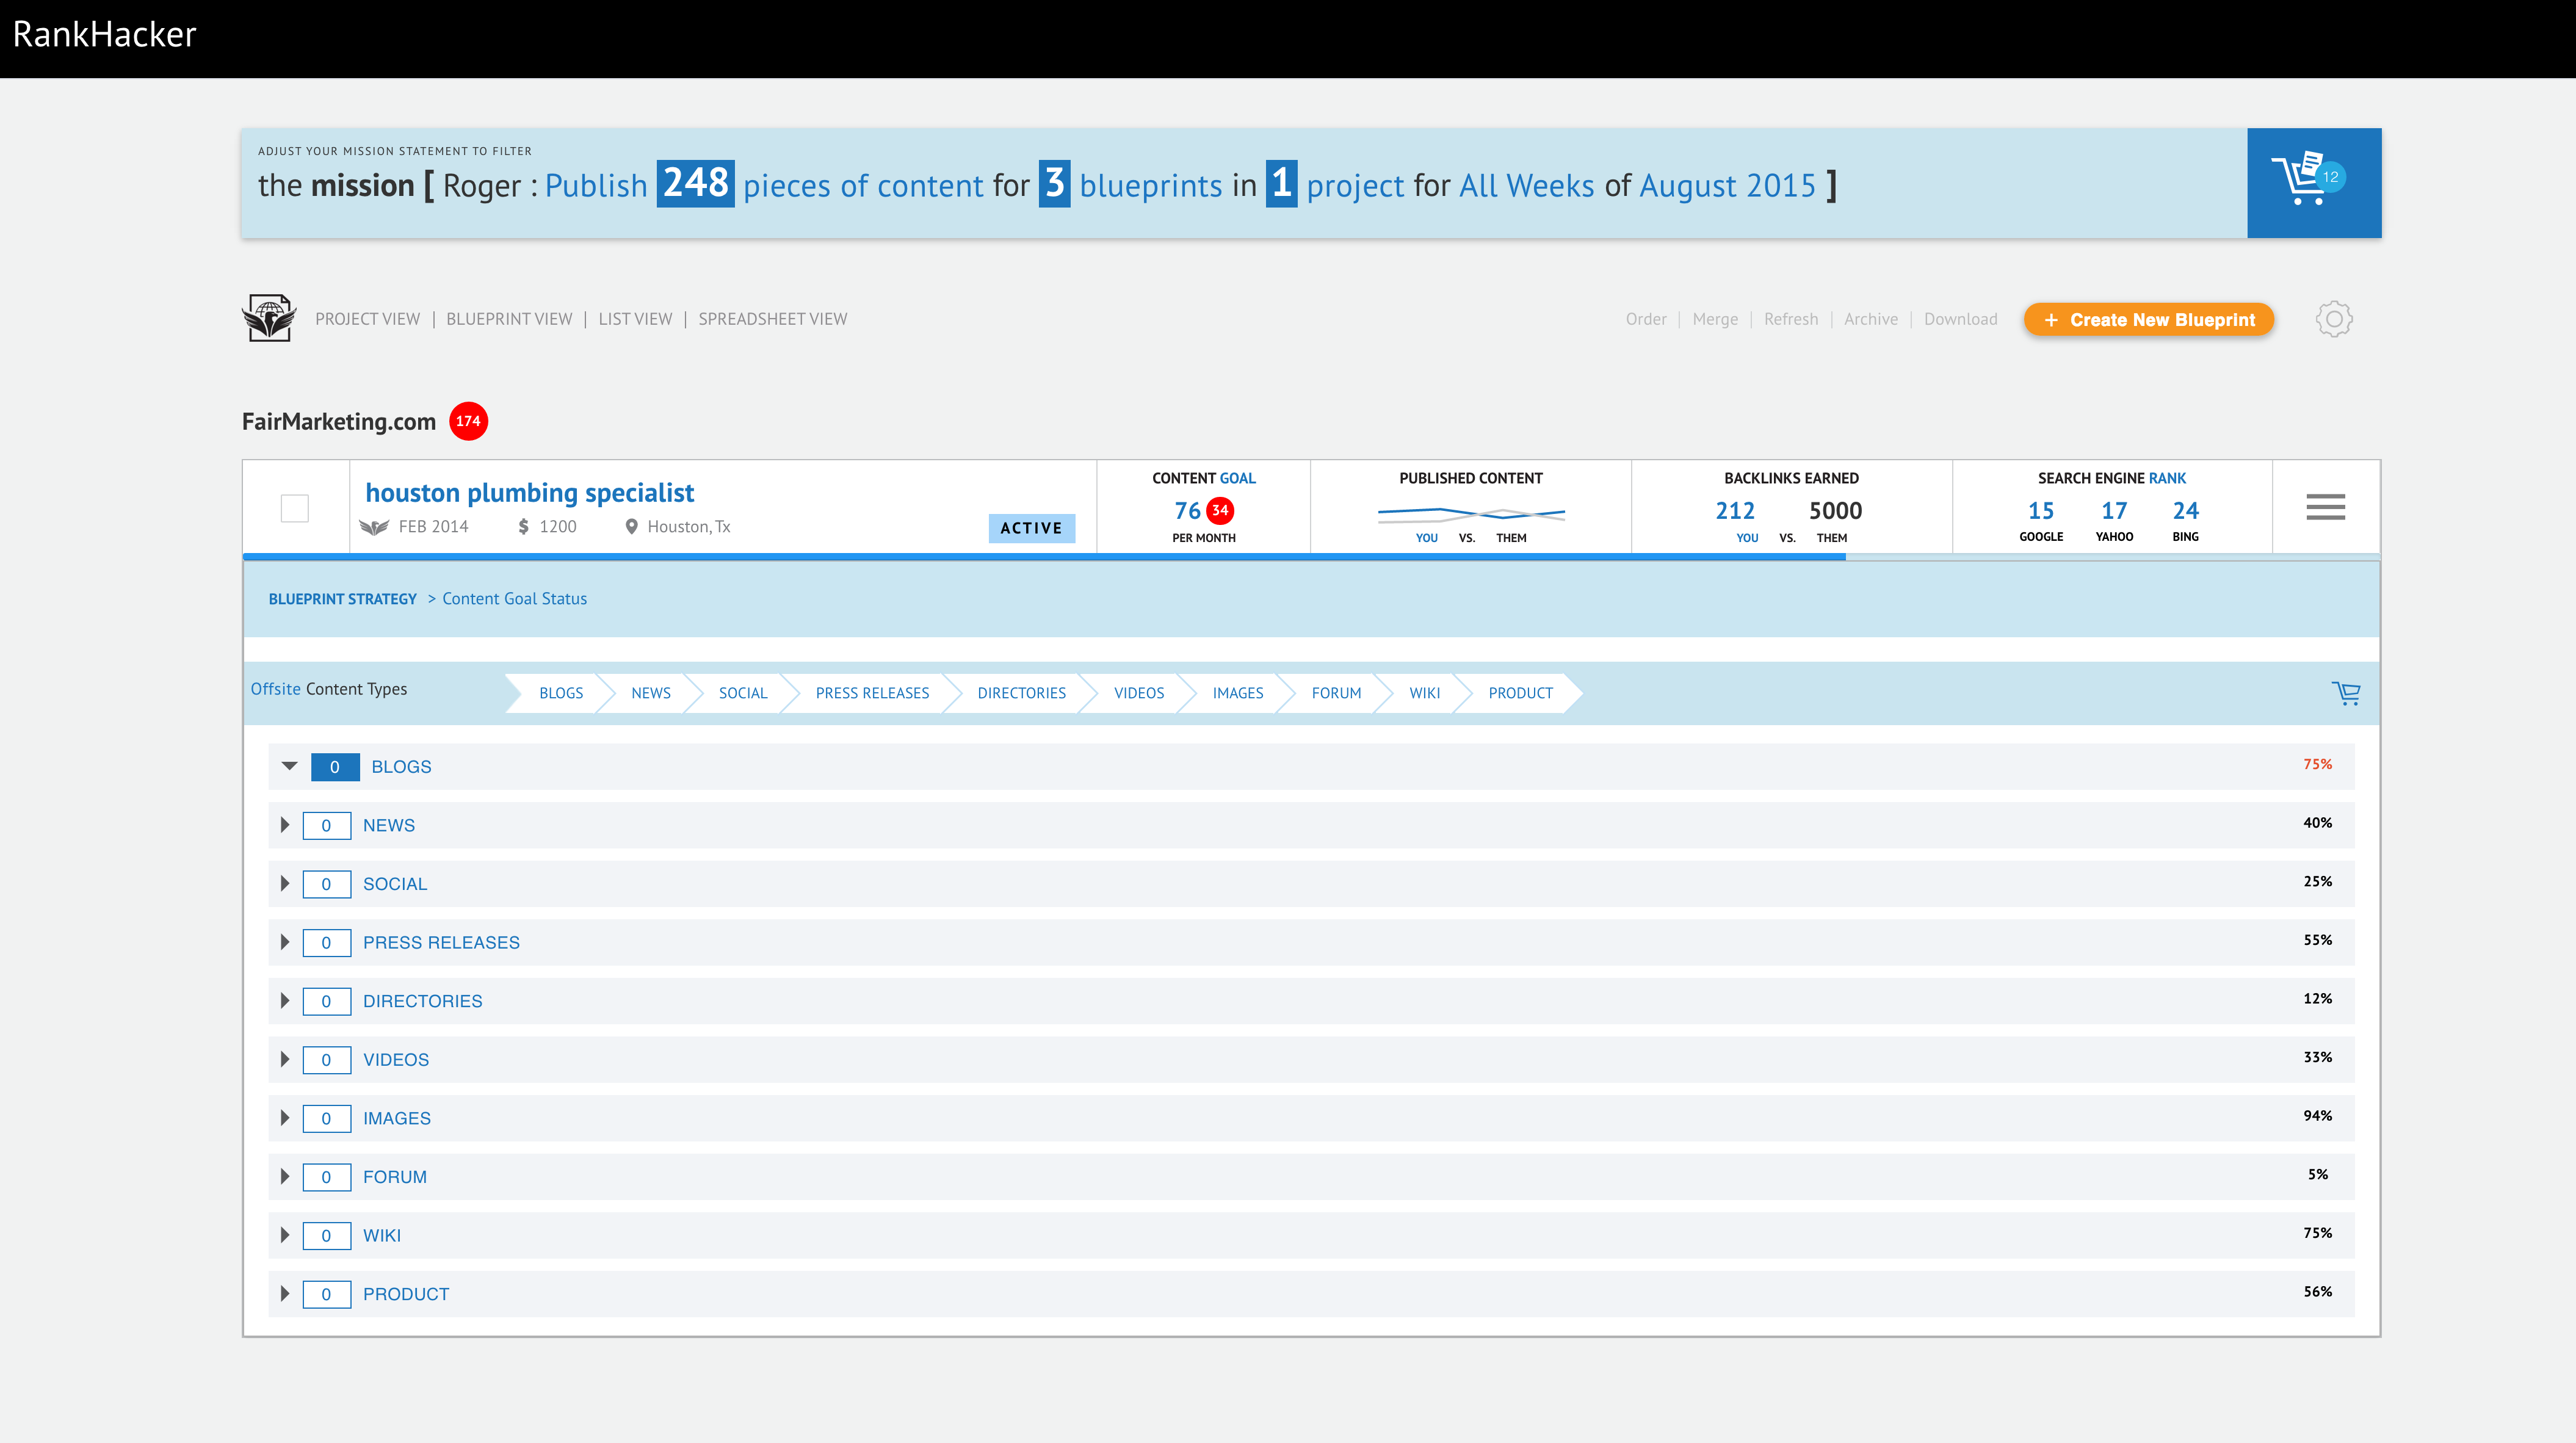 RankHacker
ADJUST YOUR MISSION STATEMENT TO FILTER
the mission [ Roger : Publish 248 pieces of content for 3 blueprints in 1 project for All Weeks of August 2015 ]
12
PROJECT VIEW | BLUEPRINT VIEW | LIST VIEW | SPREADSHEET VIEW
Order | Merge | Refresh | Archive | Download
+ Create New Blueprint
FairMarketing.com 174
houston plumbing specialist
FEB 2014 $ 1200 Houston,Tx
ACTIVE
CONTENT GOAL
76 34
PER MONTH
PUBLISHED CONTENT
YOU VS. THEM
BACKLINKS EARNED
212 5000
YOU VS. THEM
SEARCH ENGINE RANK
15 17 24
GOOGLE YAHOO BING
BLUEPRINT STRATEGY > Content Goal Status
Offsite Content Types
BLOGS NEWS SOCIAL PRESS RELEASES DIRECTORIES VIDEOS IMAGES FORUM WIKI PRODUCT
0 BLOGS 75%
0 NEWS 40%
0 SOCIAL 25%
0 PRESS RELEASES 55%
0 DIRECTORIES 12%
0 VIDEOS 33%
0 IMAGES 94%
0 FORUM 5%
0 WIKI 75%
0 PRODUCT 56%